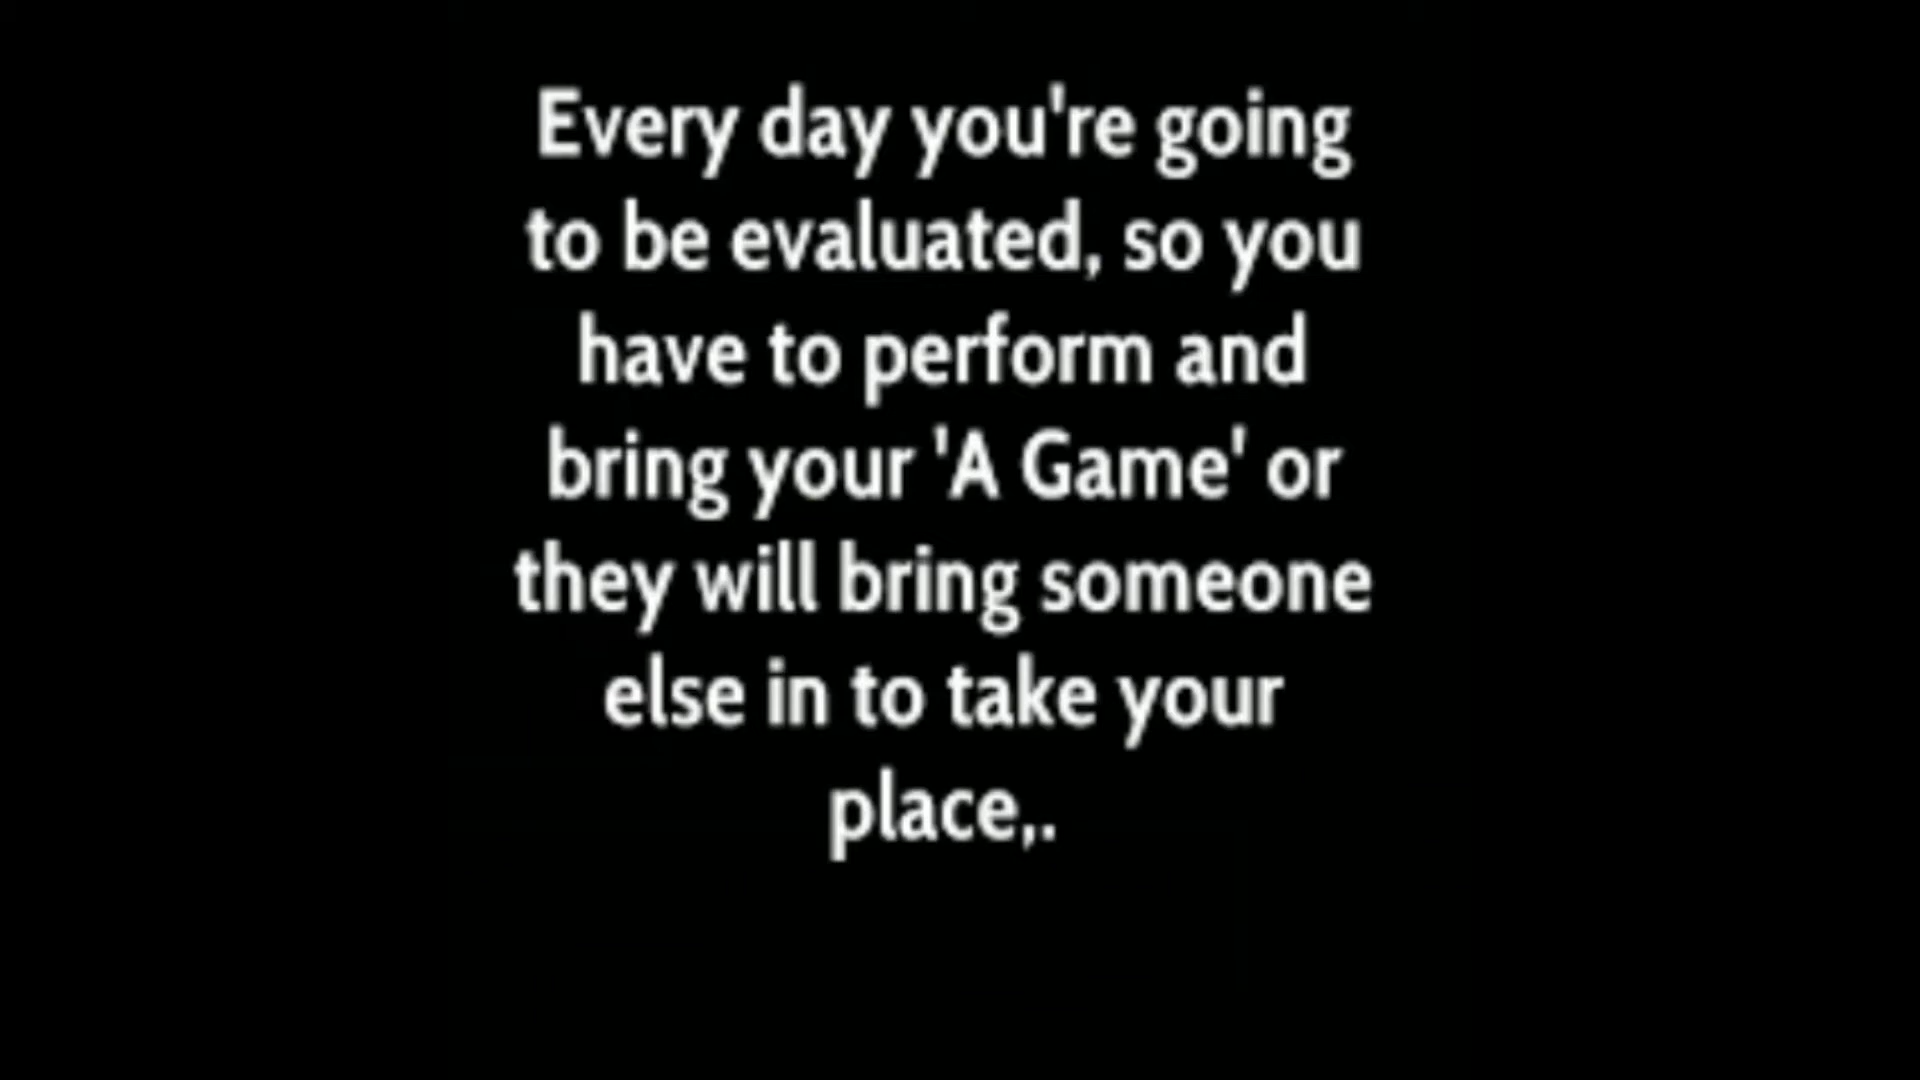 Every day you're going
to be evaluated, so you
have to perform and
bring your 'A Game' or
they will bring someone
else in to take your
place,.